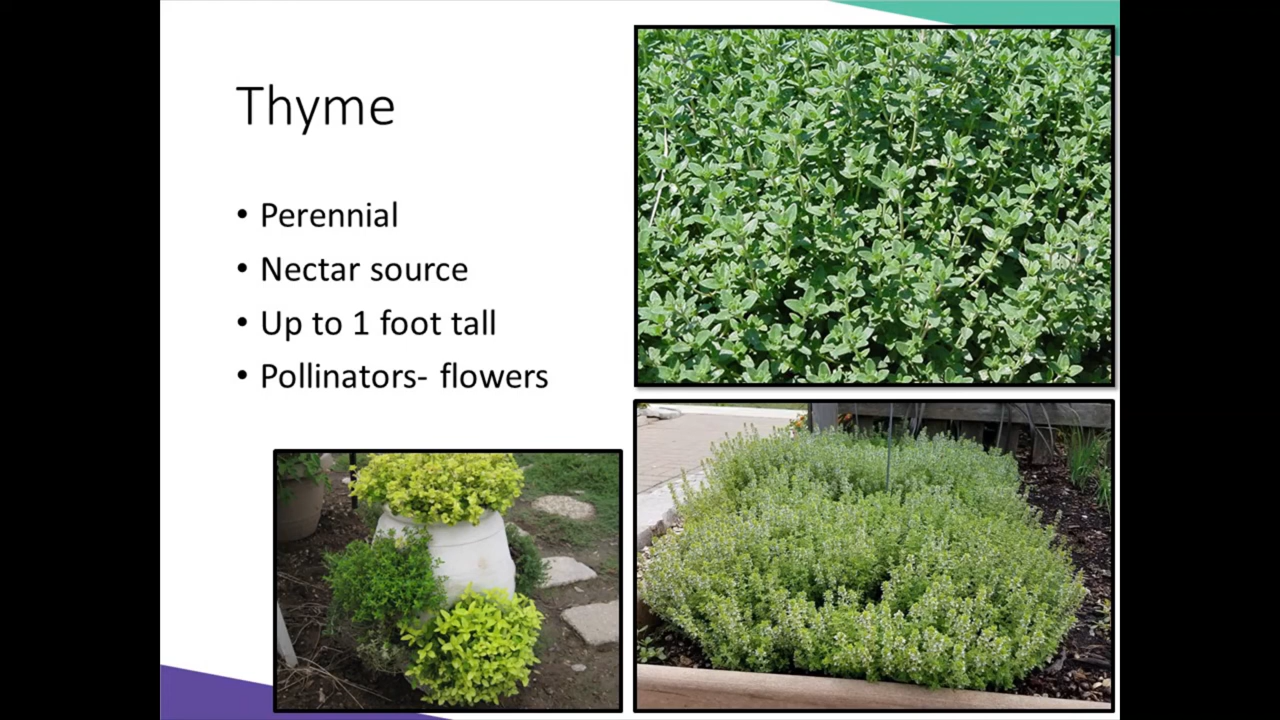 Thyme
• Perennial
• Nectar source
• Up to 1 foot tall
• Pollinators- flowers